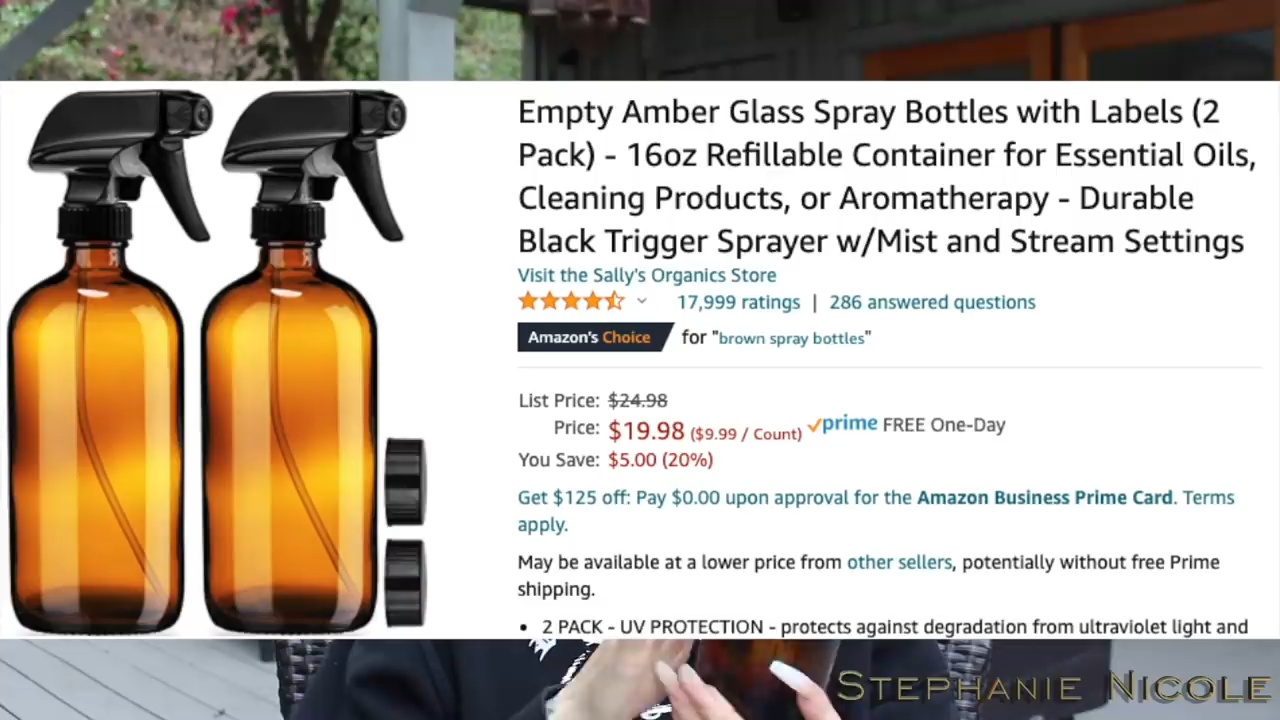 Empty Amber Glass Spray Bottles with Labels (2
Pack) - 16oz Refillable Container for Essential Oils,
Cleaning Products, or Aromatherapy - Durable
Black Trigger Sprayer w/Mist and Stream Settings
Visit the Sally's Organics Store
17,999 ratings | 286 answered questions
Amazon's Choice for "brown spray bottles"
List Price: $24.98
Price: $19.98 ($9.99 / Count) prime FREE One-Day
You Save: $5.00 (20%)
Get $125 off: Pay $0.00 upon approval for the Amazon Business Prime Card. Terms
apply.
May be available at a lower price from other sellers, potentially without free Prime
shipping.
• 2 PACK - UV PROTECTION - protects against degradation from ultraviolet light and
STEPHANIE NICOLE